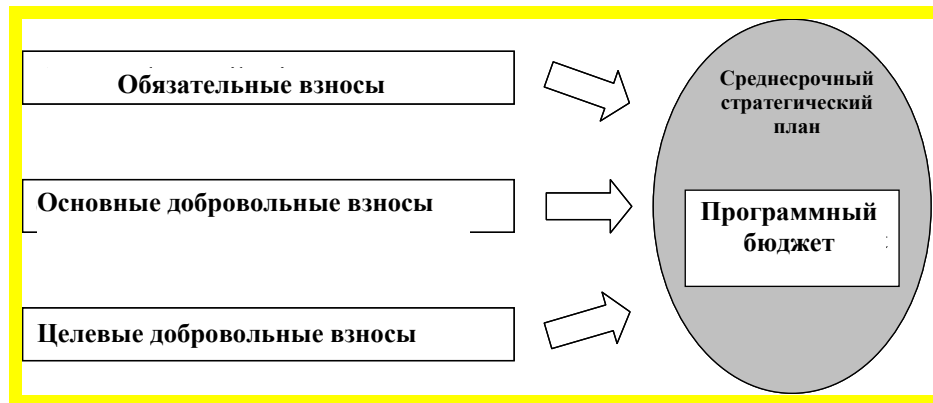 Обязательные взносы
Основные добровольные взносы
Целевые добровольные взносы
Среднесрочный
стратегический
план
Программный
бюджет